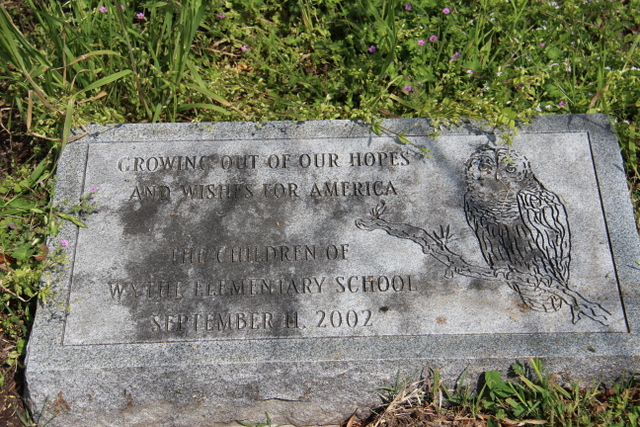 GROWING OUT OF OUR HOPES
AND WISHES FOR AMERICA
THE CHILDREN OF
WYTHE ELEMENTARY SCHOOL
SEPTEMBER 11, 2002